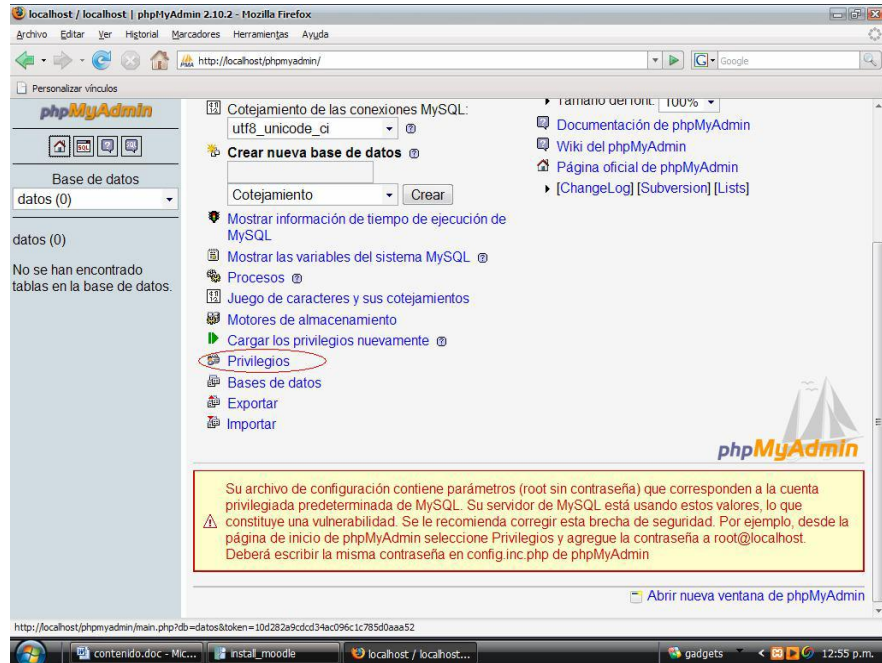 localhost / localhost | phpMyAdmin 2.10.2 - Mozilla Firefox
Archivo Editar Ver Historial Marcadores Herramientas Ayuda
http://localhost/phpmyadmin/
Google
Personalizar vínculos
phpMyAdmin
Base de datos
datos (0)
datos (0)
No se han encontrado
tablas en la base de datos.
Cotejamiento de las conexiones MySQL:
utf8_unicode_ci
Crear nueva base de datos
Cotejamiento
Crear
Mostrar información de tiempo de ejecución de
MySQL
Mostrar las variables del sistema MySQL
Procesos
Juego de caracteres y sus cotejamientos
Motores de almacenamiento
Cargar los privilegios nuevamente
Privilegios
Bases de datos
Exportar
Importar
Tamaño del font: 100%
Documentación de phpMyAdmin
Wiki del phpMyAdmin
Página oficial de phpMyAdmin
[ChangeLog] [Subversion] [Lists]
phpMyAdmin
Su archivo de configuración contiene parámetros (root sin contraseña) que corresponden a la cuenta
privilegiada predeterminada de MySQL. Su servidor de MySQL está usando estos valores, lo que
constituye una vulnerabilidad. Se le recomienda corregir esta brecha de seguridad. Por ejemplo, desde la
página de inicio de phpMyAdmin seleccione Privilegios y agregue la contraseña a root@localhost.
Deberá escribir la misma contraseña en config.inc.php de phpMyAdmin
Abrir nueva ventana de phpMyAdmin
http://localhost/phpmyadmin/main.php?db=datos&token=10d282a9cdcd34ac096c1c785d0aaa52
contenido.doc - Mic...
install_moodle
localhost / localhost...
gadgets
12:55 p.m.